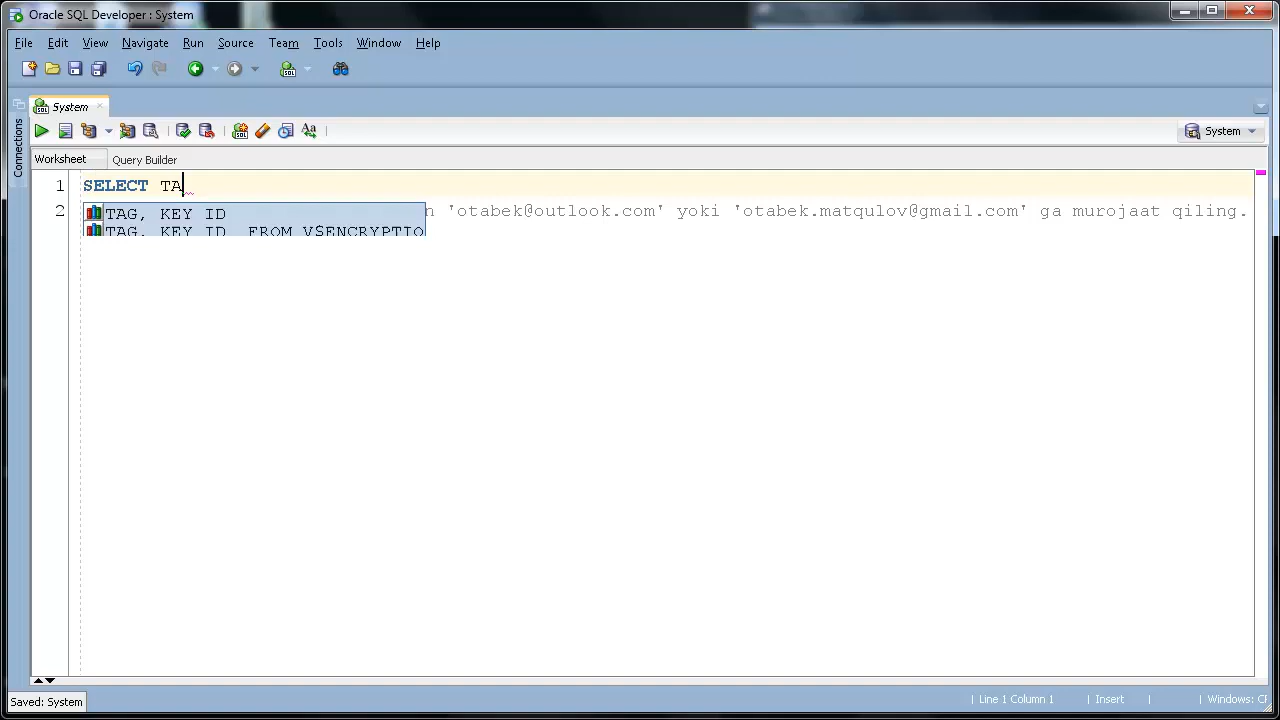 Oracle SQL Developer : System
File Edit View Navigate Run Source Team Tools Window Help
System
System
Connections
Worksheet Query Builder
1 SELECT TA
2 n 'otabek@outlook.com' yoki 'otabek.matqulov@gmail.com' ga murojaat qiling.
TAG, KEY ID
TAG, KEY ID FROM V$ENCRYPTIO
Saved: System
Line 1 Column 1 Insert Windows: CF